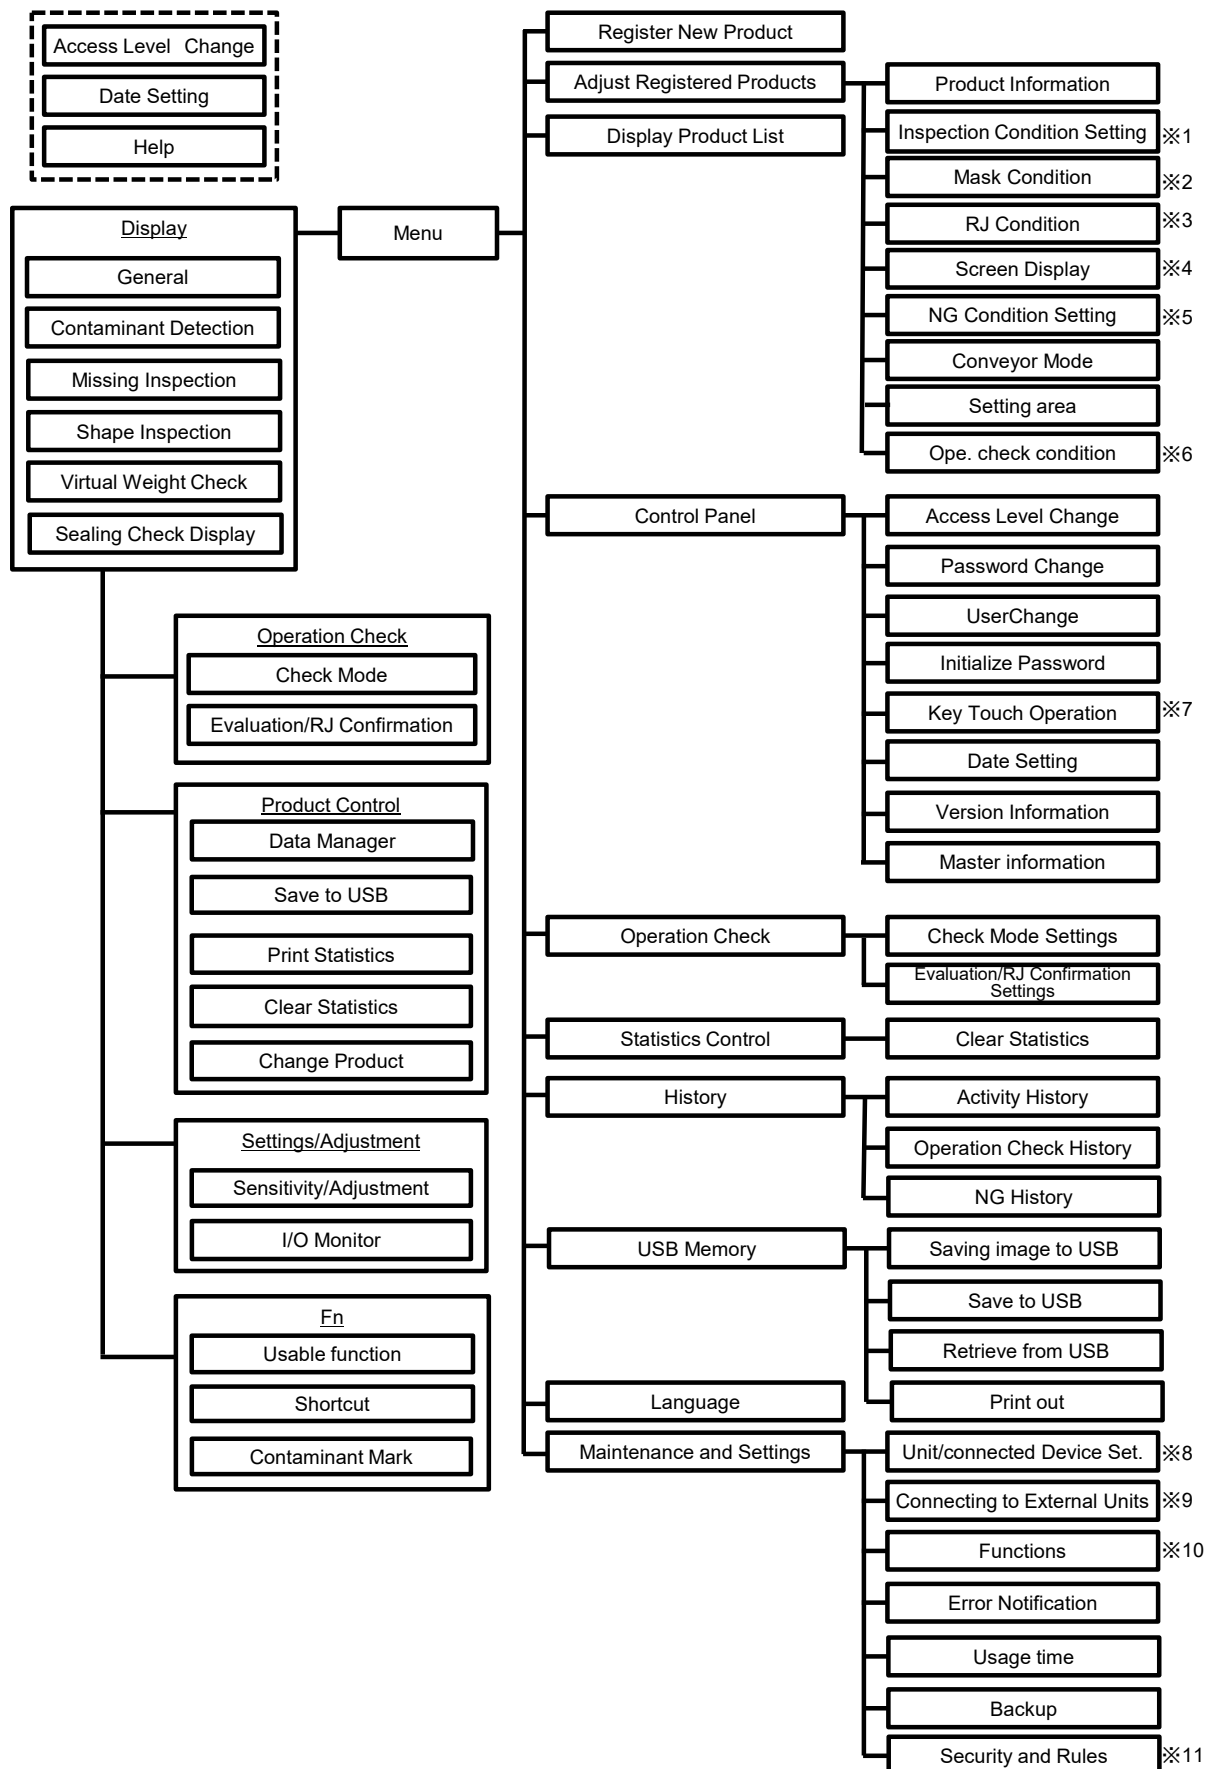 Access Level Change
Date Setting
Help
Display
General
Contaminant Detection
Missing Inspection
Shape Inspection
Virtual Weight Check
Sealing Check Display
Menu
Operation Check
Check Mode
Evaluation/RJ Confirmation
Product Control
Data Manager
Save to USB
Print Statistics
Clear Statistics
Change Product
Settings/Adjustment
Sensitivity/Adjustment
I/O Monitor
Fn
Usable function
Shortcut
Contaminant Mark
Register New Product
Adjust Registered Products
Product Information
Inspection Condition Setting ※1
Mask Condition ※2
RJ Condition ※3
Screen Display ※4
NG Condition Setting ※5
Conveyor Mode
Setting area
Ope. check condition ※6
Display Product List
Control Panel
Access Level Change
Password Change
UserChange
Initialize Password
Key Touch Operation ※7
Date Setting
Version Information
Master information
Operation Check
Check Mode Settings
Evaluation/RJ Confirmation
Settings
Statistics Control
Clear Statistics
History
Activity History
Operation Check History
NG History
USB Memory
Saving image to USB
Save to USB
Retrieve from USB
Print out
Language
Maintenance and Settings
Unit/connected Device Set. ※8
Connecting to External Units ※9
Functions ※10
Error Notification
Usage time
Backup
Security and Rules ※11